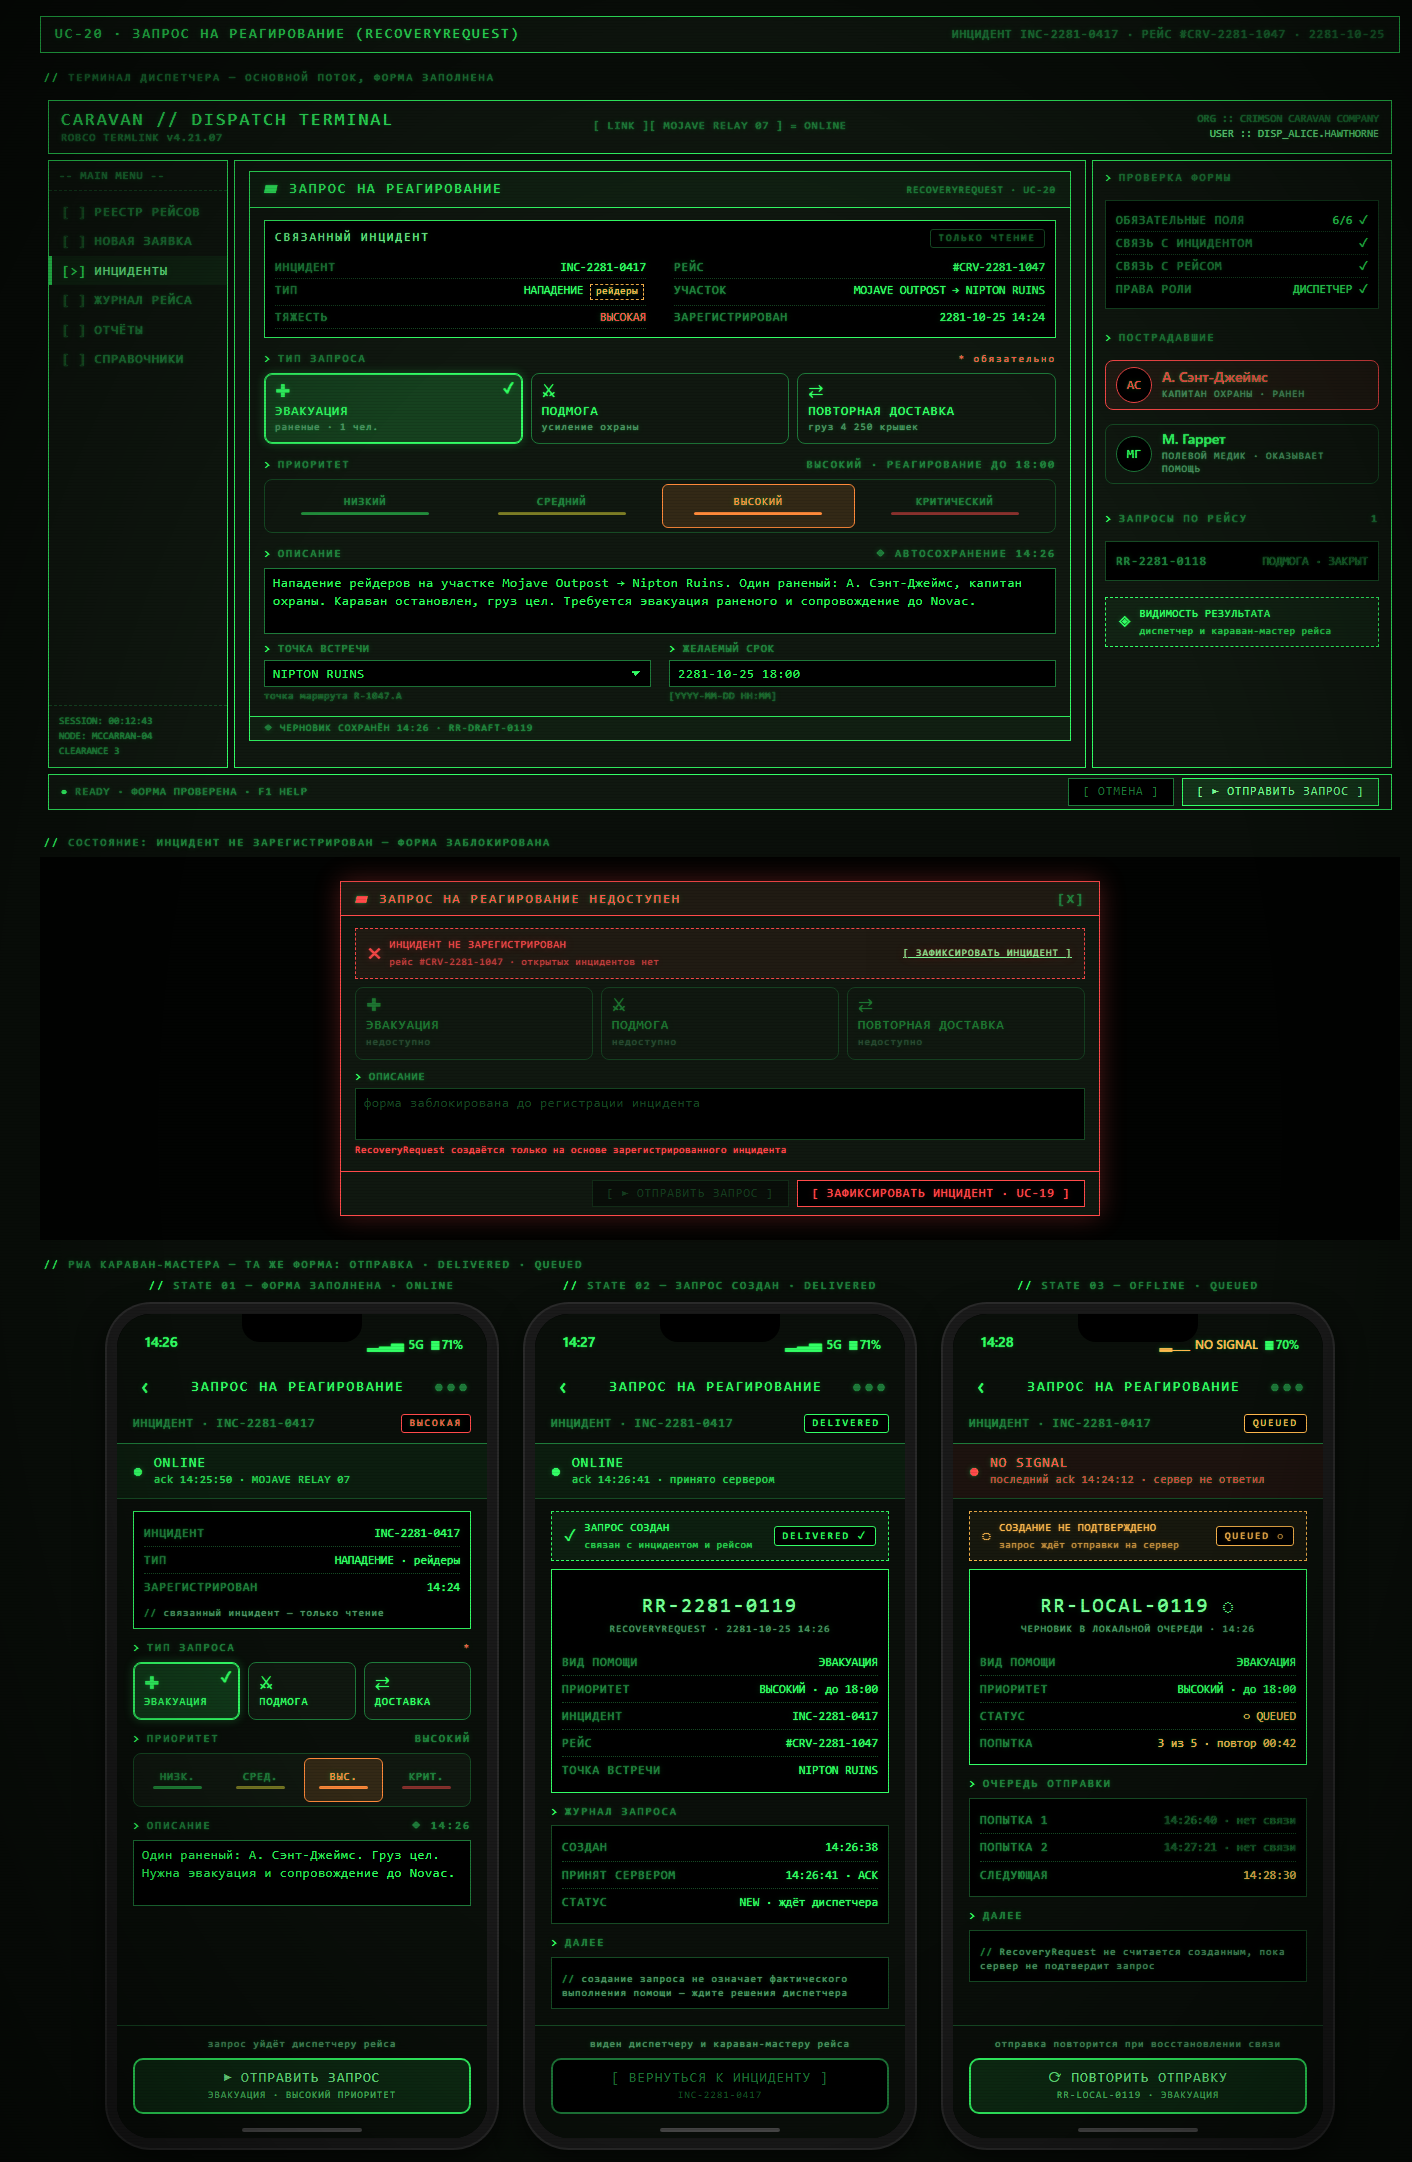 UC-20 · ЗАПРОС НА РЕАГИРОВАНИЕ (RECOVERYREQUEST)
ИНЦИДЕНТ INC-2281-0417 · РЕЙС #CRV-2281-1047 · 2281-10-25
// ТЕРМИНАЛ ДИСПЕТЧЕРА — ОСНОВНОЙ ПОТОК, ФОРМА ЗАПОЛНЕНА
CARAVAN // DISPATCH TERMINAL
ROBCO TERMLINK v4.21.07
[ LINK ][ MOJAVE RELAY 07 ] = ONLINE
ORG :: CRIMSON CARAVAN COMPANY
USER :: DISP_ALICE.HAWTHORNE
-- MAIN MENU --
[ ] РЕЕСТР РЕЙСОВ
[ ] НОВАЯ ЗАЯВКА
[>] ИНЦИДЕНТЫ
[ ] ЖУРНАЛ РЕЙСА
[ ] ОТЧЁТЫ
[ ] СПРАВОЧНИКИ
SESSION: 00:12:43
NODE: MCCARRAN-04
CLEARANCE 3
ЗАПРОС НА РЕАГИРОВАНИЕ
RECOVERYREQUEST · UC-20
СВЯЗАННЫЙ ИНЦИДЕНТ
ТОЛЬКО ЧТЕНИЕ
ИНЦИДЕНТ INC-2281-0417
РЕЙС #CRV-2281-1047
ТИП НАПАДЕНИЕ рейдеры
УЧАСТОК MOJAVE OUTPOST → NIPTON RUINS
ТЯЖЕСТЬ ВЫСОКАЯ
ЗАРЕГИСТРИРОВАН 2281-10-25 14:24
> ТИП ЗАПРОСА
* обязательно
✚ ✓
ЭВАКУАЦИЯ
раненые · 1 чел.
⚔
ПОДМОГА
усиление охраны
⇄
ПОВТОРНАЯ ДОСТАВКА
груз 4 250 крышек
> ПРИОРИТЕТ
ВЫСОКИЙ · РЕАГИРОВАНИЕ ДО 18:00
НИЗКИЙ
СРЕДНИЙ
ВЫСОКИЙ
КРИТИЧЕСКИЙ
> ОПИСАНИЕ
◆ АВТОСОХРАНЕНИЕ 14:26
Нападение рейдеров на участке Mojave Outpost → Nipton Ruins. Один раненый: А. Сэнт-Джеймс, капитан
охраны. Караван остановлен, груз цел. Требуется эвакуация раненого и сопровождение до Novac.
> ТОЧКА ВСТРЕЧИ
NIPTON RUINS
точка маршрута R-1047.A
> ЖЕЛАЕМЫЙ СРОК
2281-10-25 18:00
[YYYY-MM-DD HH:MM]
◆ ЧЕРНОВИК СОХРАНЁН 14:26 · RR-DRAFT-0119
> ПРОВЕРКА ФОРМЫ
ОБЯЗАТЕЛЬНЫЕ ПОЛЯ 6/6 ✓
СВЯЗЬ С ИНЦИДЕНТОМ ✓
СВЯЗЬ С РЕЙСОМ ✓
ПРАВА РОЛИ ДИСПЕТЧЕР ✓
> ПОСТРАДАВШИЕ
АС
А. Сэнт-Джеймс
КАПИТАН ОХРАНЫ · РАНЕН
МГ
М. Гаррет
ПОЛЕВОЙ МЕДИК · ОКАЗЫВАЕТ
ПОМОЩЬ
> ЗАПРОСЫ ПО РЕЙСУ 1
RR-2281-0118 ПОДМОГА · ЗАКРЫТ
◈ ВИДИМОСТЬ РЕЗУЛЬТАТА
диспетчер и караван-мастер рейса
● READY · ФОРМА ПРОВЕРЕНА · F1 HELP
[ ОТМЕНА ]
[ ► ОТПРАВИТЬ ЗАПРОС ]
// СОСТОЯНИЕ: ИНЦИДЕНТ НЕ ЗАРЕГИСТРИРОВАН — ФОРМА ЗАБЛОКИРОВАНА
ЗАПРОС НА РЕАГИРОВАНИЕ НЕДОСТУПЕН
[X]
✕ ИНЦИДЕНТ НЕ ЗАРЕГИСТРИРОВАН
рейс #CRV-2281-1047 · открытых инцидентов нет
[ ЗАФИКСИРОВАТЬ ИНЦИДЕНТ ]
✚
ЭВАКУАЦИЯ
недоступно
⚔
ПОДМОГА
недоступно
⇄
ПОВТОРНАЯ ДОСТАВКА
недоступно
> ОПИСАНИЕ
форма заблокирована до регистрации инцидента
RecoveryRequest создаётся только на основе зарегистрированного инцидента
[ ► ОТПРАВИТЬ ЗАПРОС ]
[ ЗАФИКСИРОВАТЬ ИНЦИДЕНТ · UC-19 ]
// PWA КАРАВАН-МАСТЕРА — ТА ЖЕ ФОРМА: ОТПРАВКА · DELIVERED · QUEUED
// STATE 01 — ФОРМА ЗАПОЛНЕНА · ONLINE
14:26
5G 71%
‹ ЗАПРОС НА РЕАГИРОВАНИЕ
ИНЦИДЕНТ · INC-2281-0417
ВЫСОКАЯ
● ONLINE
ack 14:25:50 · MOJAVE RELAY 07
ИНЦИДЕНТ INC-2281-0417
ТИП НАПАДЕНИЕ · рейдеры
ЗАРЕГИСТРИРОВАН 14:24
// связанный инцидент — только чтение
> ТИП ЗАПРОСА *
✚ ✓
ЭВАКУАЦИЯ
⚔
ПОДМОГА
⇄
ДОСТАВКА
> ПРИОРИТЕТ ВЫСОКИЙ
НИЗК.
СРЕД.
ВЫС.
КРИТ.
> ОПИСАНИЕ ◆ 14:26
Один раненый: А. Сэнт-Джеймс. Груз цел.
Нужна эвакуация и сопровождение до Novac.
запрос уйдёт диспетчеру рейса
► ОТПРАВИТЬ ЗАПРОС
ЭВАКУАЦИЯ · ВЫСОКИЙ ПРИОРИТЕТ
// STATE 02 — ЗАПРОС СОЗДАН · DELIVERED
14:27
5G 71%
‹ ЗАПРОС НА РЕАГИРОВАНИЕ
ИНЦИДЕНТ · INC-2281-0417
DELIVERED
● ONLINE
ack 14:26:41 · принято сервером
✓ ЗАПРОС СОЗДАН
связан с инцидентом и рейсом
DELIVERED ✓
RR-2281-0119
RECOVERYREQUEST · 2281-10-25 14:26
ВИД ПОМОЩИ ЭВАКУАЦИЯ
ПРИОРИТЕТ ВЫСОКИЙ · до 18:00
ИНЦИДЕНТ INC-2281-0417
РЕЙС #CRV-2281-1047
ТОЧКА ВСТРЕЧИ NIPTON RUINS
> ЖУРНАЛ ЗАПРОСА
СОЗДАН 14:26:38
ПРИНЯТ СЕРВЕРОМ 14:26:41 · ACK
СТАТУС NEW · ждёт диспетчера
> ДАЛЕЕ
// создание запроса не означает фактического
выполнения помощи — ждите решения диспетчера
виден диспетчеру и караван-мастеру рейса
[ ВЕРНУТЬСЯ К ИНЦИДЕНТУ ]
INC-2281-0417
// STATE 03 — OFFLINE · QUEUED
14:28
NO SIGNAL 70%
‹ ЗАПРОС НА РЕАГИРОВАНИЕ
ИНЦИДЕНТ · INC-2281-0417
QUEUED
● NO SIGNAL
последний ack 14:24:12 · сервер не ответил
◌ СОЗДАНИЕ НЕ ПОДТВЕРЖДЕНО
запрос ждёт отправки на сервер
QUEUED ○
RR-LOCAL-0119 ◌
ЧЕРНОВИК В ЛОКАЛЬНОЙ ОЧЕРЕДИ · 14:26
ВИД ПОМОЩИ ЭВАКУАЦИЯ
ПРИОРИТЕТ ВЫСОКИЙ · до 18:00
СТАТУС ○ QUEUED
ПОПЫТКА 3 из 5 · повтор 00:42
> ОЧЕРЕДЬ ОТПРАВКИ
ПОПЫТКА 1 14:26:40 · нет связи
ПОПЫТКА 2 14:27:21 · нет связи
СЛЕДУЮЩАЯ 14:28:30
> ДАЛЕЕ
// RecoveryRequest не считается созданным, пока
сервер не подтвердит запрос
отправка повторится при восстановлении связи
⟳ ПОВТОРИТЬ ОТПРАВКУ
RR-LOCAL-0119 · ЭВАКУАЦИЯ